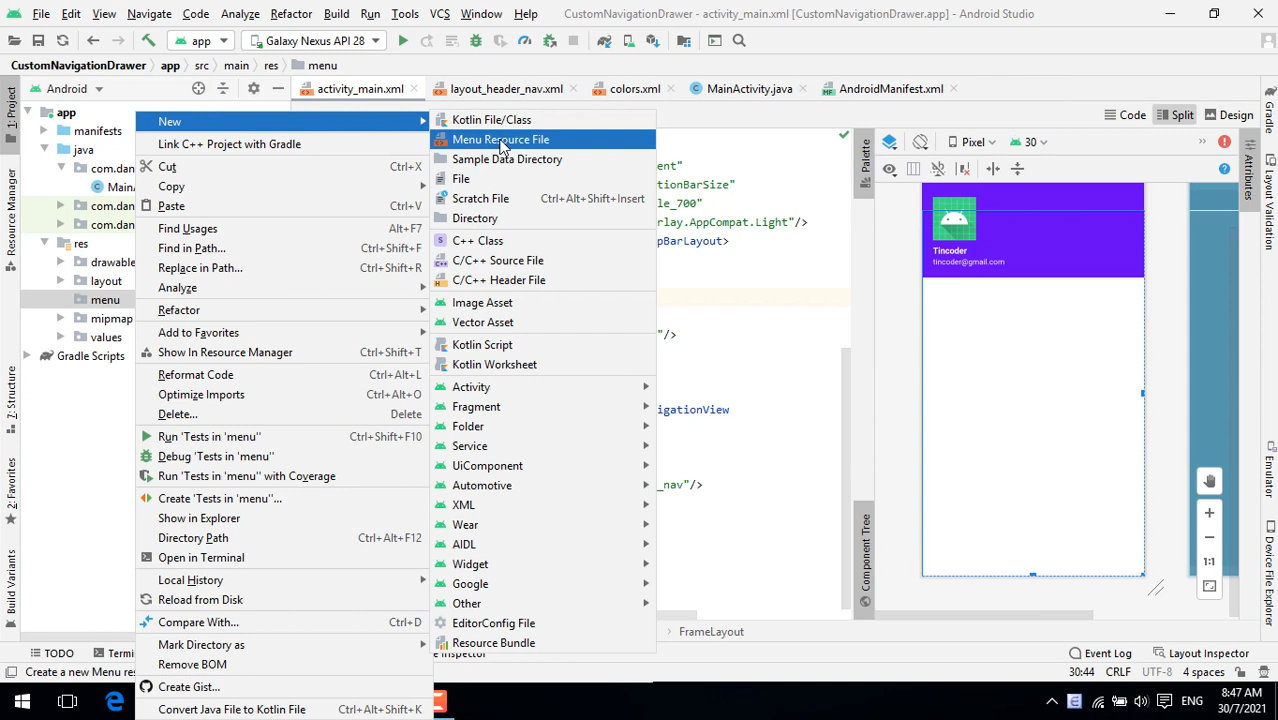 File Edit View Navigate Code Analyze Refactor Build Run Tools VCS Window Help CustomNavigationDrawer - activity_main.xml [CustomNavigationDrawer.app] - Android Studio
app Galaxy Nexus API 28
CustomNavigationDrawer app src main res menu
Android activity_main.xml layout_header_nav.xml colors.xml MainActivity.java AndroidManifest.xml
Code Split Design
Pixel 30
1: Project
Resource Manager
7: Structure
2: Favorites
Build Variants
app
manifests
java
com.dan
MainA
com.dan
com.dan
res
drawable
layout
menu
mipmap
values
Gradle Scripts
New
Link C++ Project with Gradle
Cut Ctrl+X
Copy
Paste Ctrl+V
Find Usages Alt+F7
Find in Path... Ctrl+Shift+F
Replace in Path... Ctrl+Shift+R
Analyze
Refactor
Add to Favorites
Show In Resource Manager Ctrl+Shift+T
Reformat Code Ctrl+Alt+L
Optimize Imports Ctrl+Alt+O
Delete... Delete
Run 'Tests in 'menu'' Ctrl+Shift+F10
Debug 'Tests in 'menu''
Run 'Tests in 'menu'' with Coverage
Create 'Tests in 'menu''...
Show in Explorer
Directory Path Ctrl+Alt+F12
Open in Terminal
Local History
Reload from Disk
Compare With... Ctrl+D
Mark Directory as
Remove BOM
Create Gist...
Convert Java File to Kotlin File Ctrl+Alt+Shift+K
Kotlin File/Class
Menu Resource File
Sample Data Directory
File
Scratch File Ctrl+Alt+Shift+Insert
Directory
C++ Class
C/C++ Source File
C/C++ Header File
Image Asset
Vector Asset
Kotlin Script
Kotlin Worksheet
Activity
Fragment
Folder
Service
UiComponent
Automotive
XML
Wear
AIDL
Widget
Google
Other
EditorConfig File
Resource Bundle
ent"
ionBarSize"
le_700"
rlay.AppCompat.Light"/>
pBarLayout>
"/>
igationView
_nav"/>
Palette
Component Tree
Tincoder
tincoder@gmail.com
1:1
Gradle
Attributes
Layout Validation
Emulator
Device File Explorer
FrameLayout
TODO Termi nspector Event Log Layout Inspector
Create a new Menu res 30:44 CRLF UTF-8 4 spaces
ENG
8:47 AM
30/7/2021